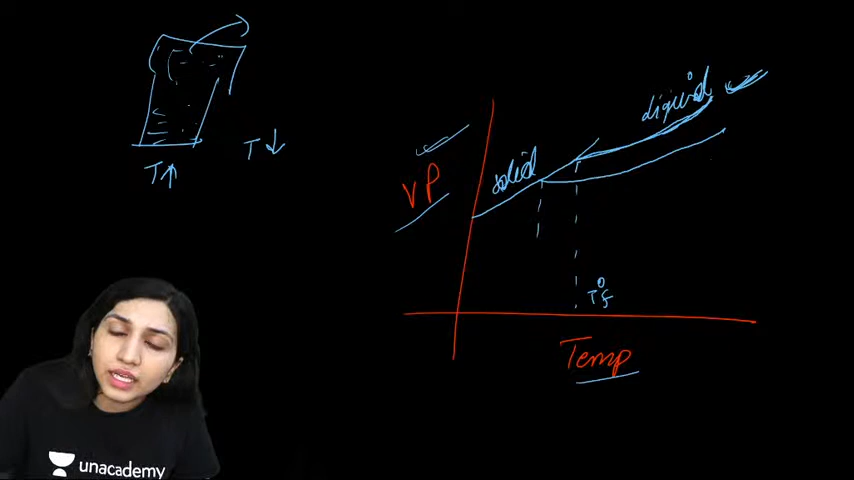 T↑
T↓
VP
solid
liquid
T°f
Temp
unacademy